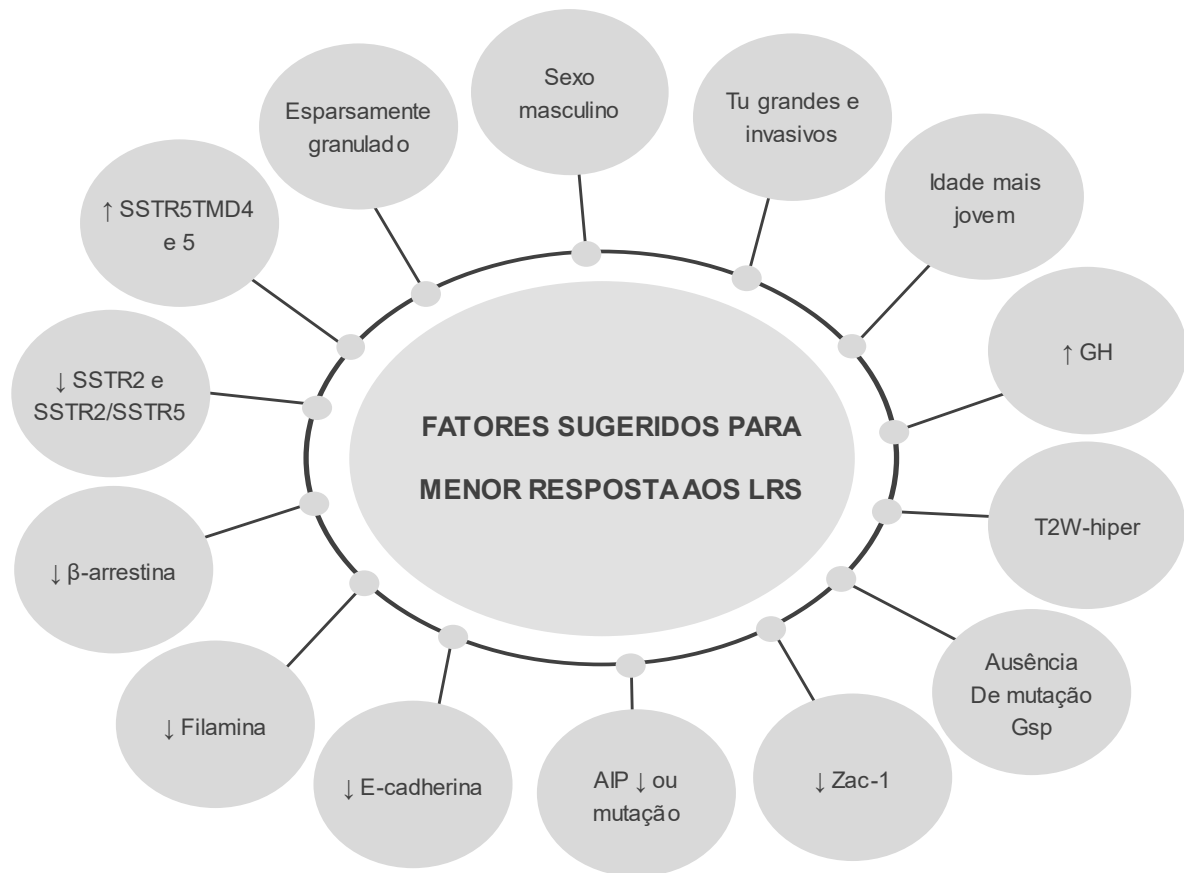 FATORES SUGERIDOS PARA
MENOR RESPOSTA AOS LRS
Sexo
masculino
Tu grandes e
invasivos
Idade mais
jovem
↑ GH
T2W-hiper
Ausência
De mutação
Gsp
↓ Zac-1
AIP ↓ ou
mutação
↓ E-cadherina
↓ Filamina
↓ β-arrestina
↓ SSTR2 e
SSTR2/SSTR5
↑ SSTR5TMD4
e 5
Esparsamente
granulado